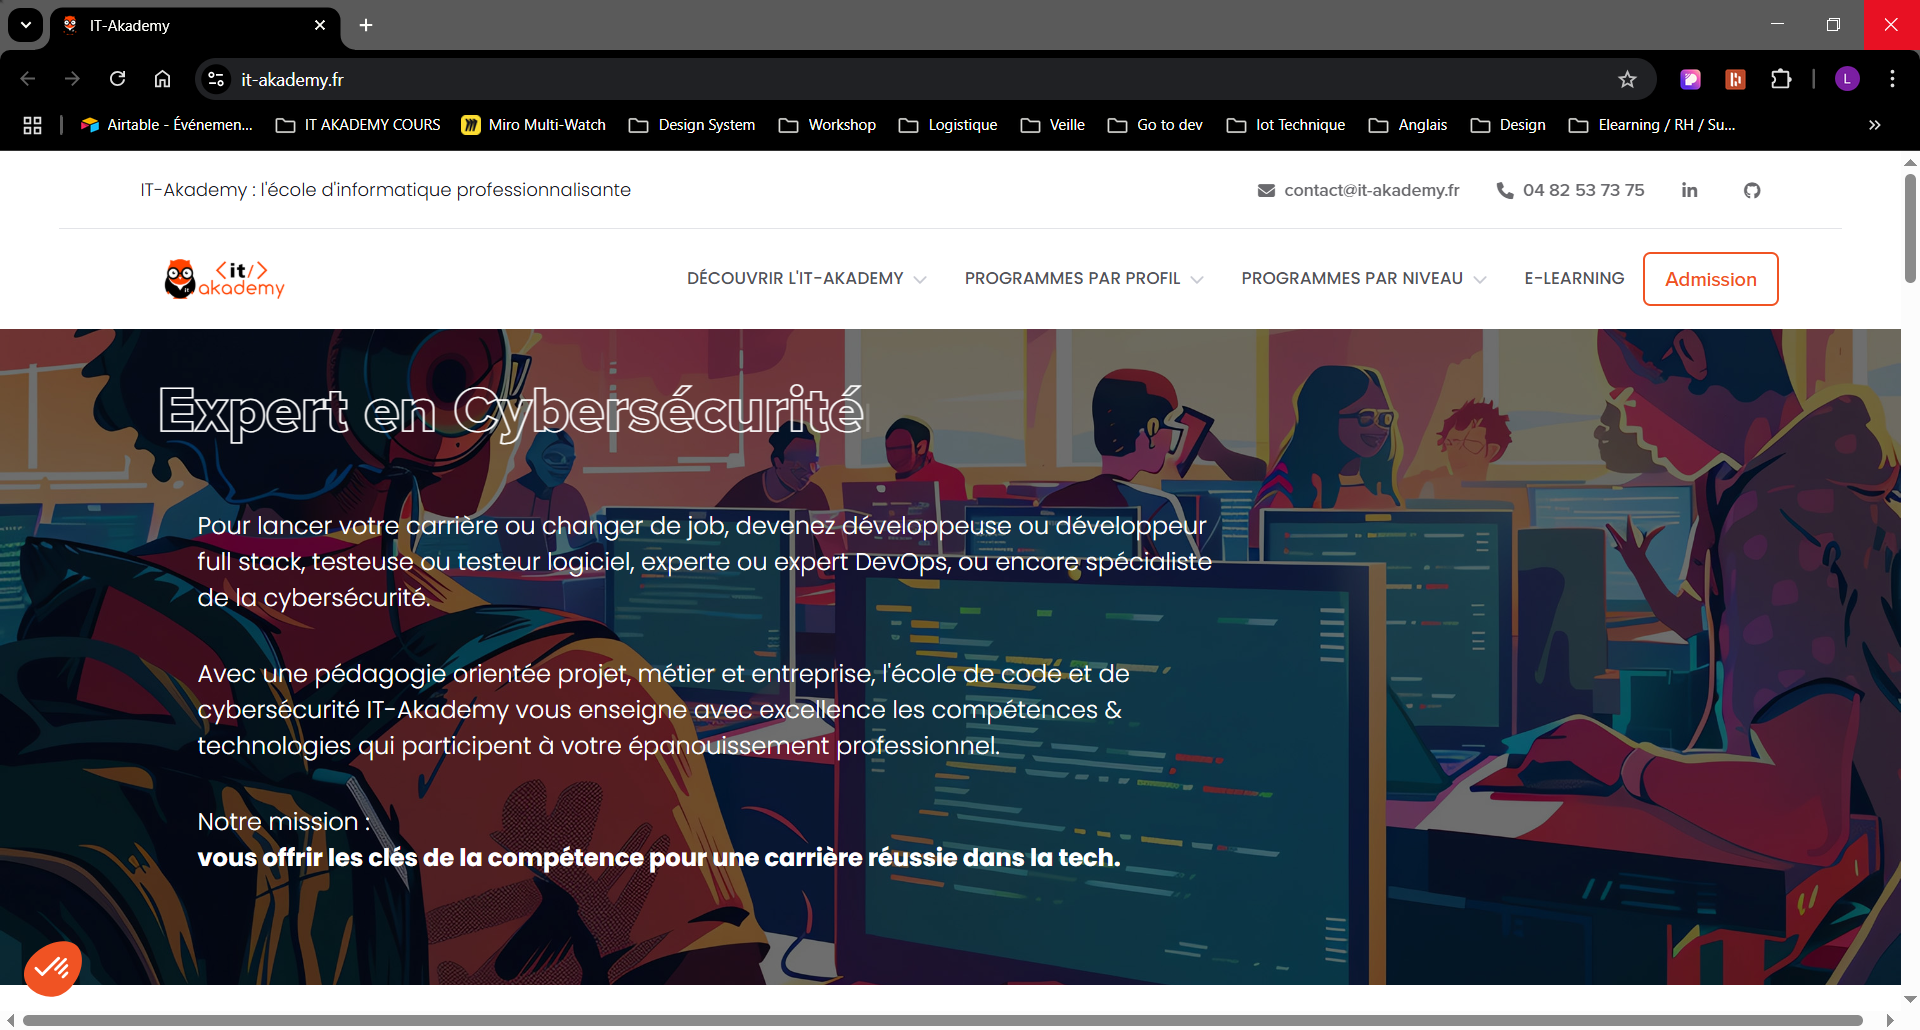 IT-Akademy
it-akademy.fr
L
Airtable - Événemen...
IT AKADEMY COURS
Miro Multi-Watch
Design System
Workshop
Logistique
Veille
Go to dev
Iot Technique
Anglais
Design
Elearning / RH / Su...
IT-Akademy : l'école d'informatique professionnalisante
contact@it-akademy.fr
04 82 53 73 75
in
<it/>
akademy
DÉCOUVRIR L'IT-AKADEMY
PROGRAMMES PAR PROFIL
PROGRAMMES PAR NIVEAU
E-LEARNING
Admission
Expert en Cybersécurité
Pour lancer votre carrière ou changer de job, devenez développeuse ou développeur
full stack, testeuse ou testeur logiciel, experte ou expert DevOps, ou encore spécialiste
de la cybersécurité.
Avec une pédagogie orientée projet, métier et entreprise, l'école de code et de
cybersécurité IT-Akademy vous enseigne avec excellence les compétences &
technologies qui participent à votre épanouissement professionnel.
Notre mission :
vous offrir les clés de la compétence pour une carrière réussie dans la tech.